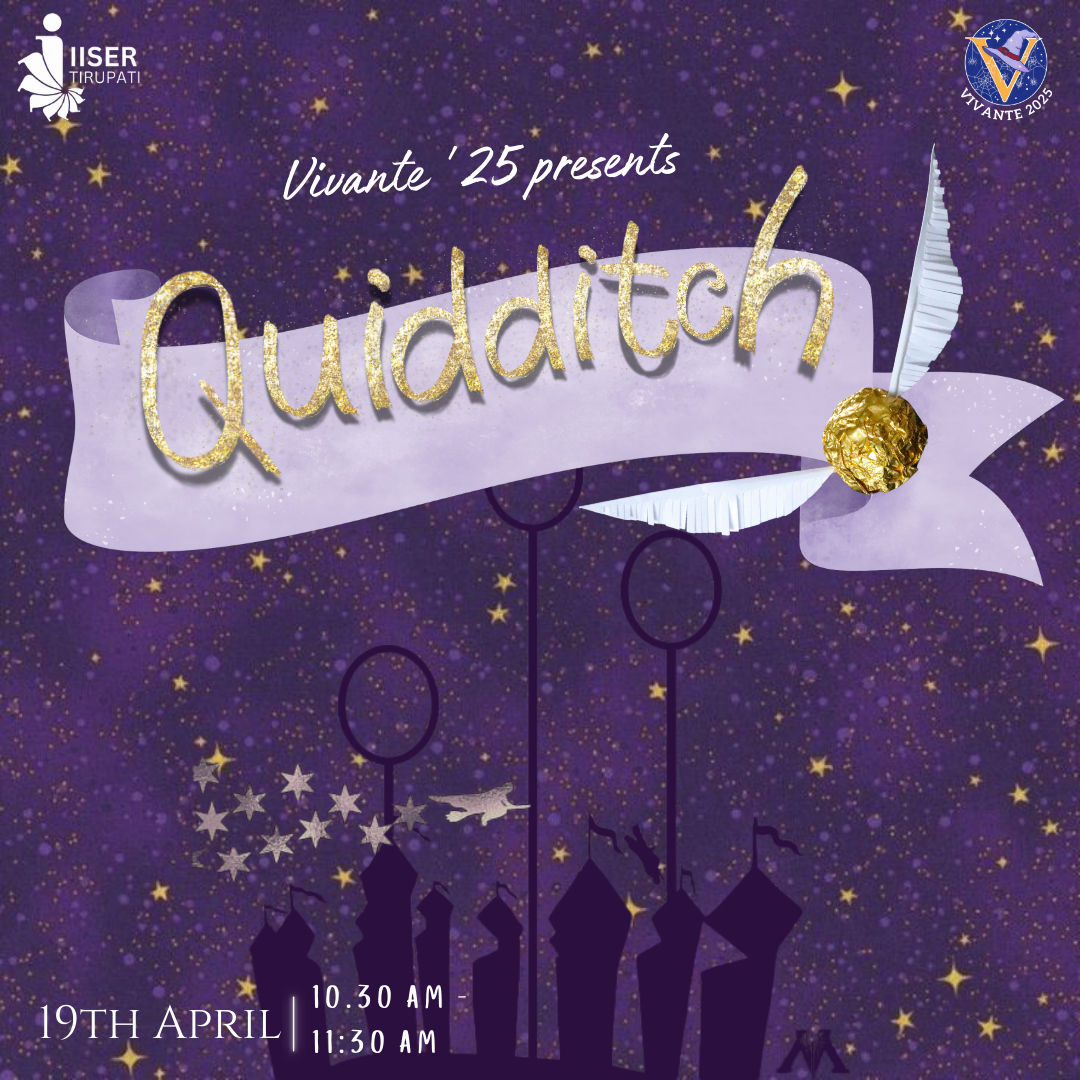 IISER
TIRUPATI
VIVANTE 2025
Vivante '25 presents
Quidditch
19TH APRIL
10.30 AM -
11:30 AM